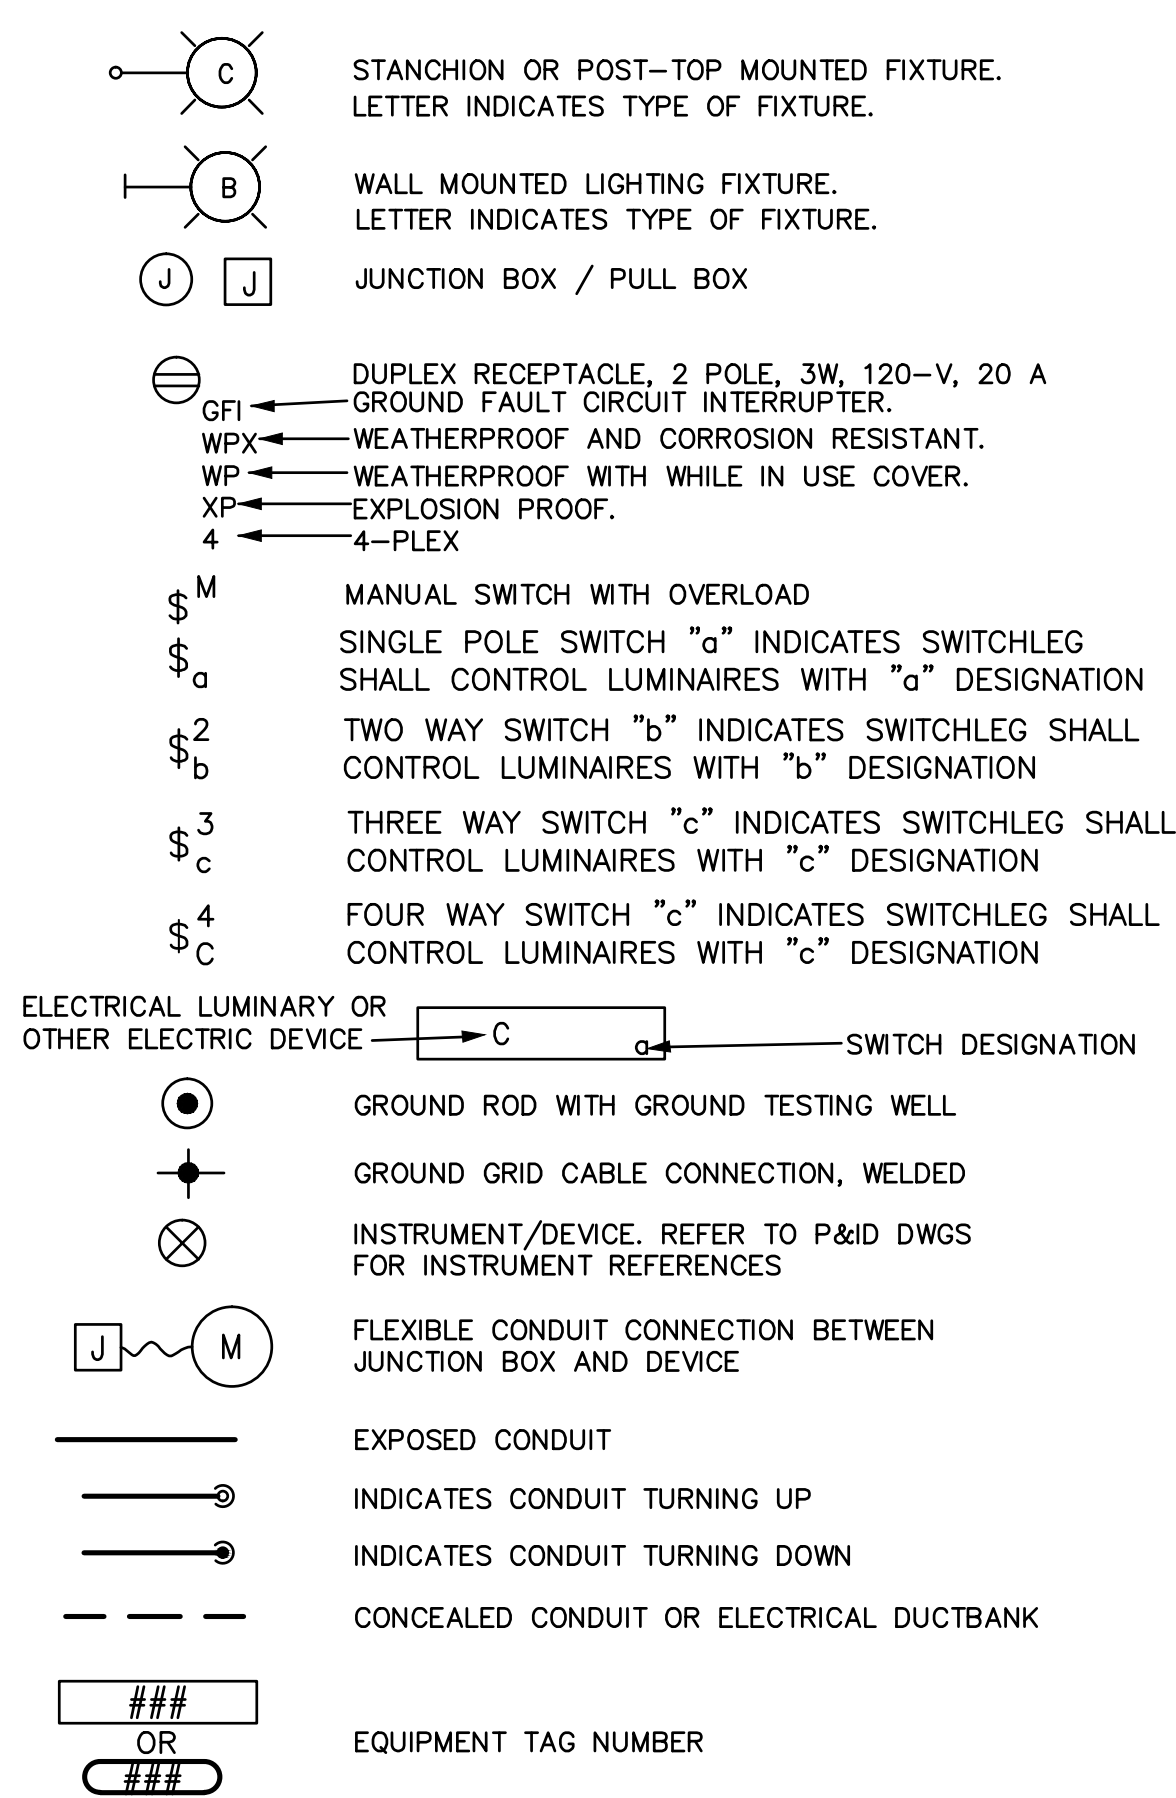 C STANCHION OR POST-TOP MOUNTED FIXTURE.
LETTER INDICATES TYPE OF FIXTURE.
B WALL MOUNTED LIGHTING FIXTURE.
LETTER INDICATES TYPE OF FIXTURE.
J J JUNCTION BOX / PULL BOX
DUPLEX RECEPTACLE, 2 POLE, 3W, 120-V, 20 A
GFI GROUND FAULT CIRCUIT INTERRUPTER.
WPX WEATHERPROOF AND CORROSION RESISTANT.
WP WEATHERPROOF WITH WHILE IN USE COVER.
XP EXPLOSION PROOF.
4 4-PLEX
$ M MANUAL SWITCH WITH OVERLOAD
$ a SINGLE POLE SWITCH "a" INDICATES SWITCHLEG
SHALL CONTROL LUMINAIRES WITH "a" DESIGNATION
$ 2 b TWO WAY SWITCH "b" INDICATES SWITCHLEG SHALL
CONTROL LUMINAIRES WITH "b" DESIGNATION
$ 3 c THREE WAY SWITCH "c" INDICATES SWITCHLEG SHALL
CONTROL LUMINAIRES WITH "c" DESIGNATION
$ 4 C FOUR WAY SWITCH "c" INDICATES SWITCHLEG SHALL
CONTROL LUMINAIRES WITH "c" DESIGNATION
ELECTRICAL LUMINARY OR
OTHER ELECTRIC DEVICE C a SWITCH DESIGNATION
GROUND ROD WITH GROUND TESTING WELL
GROUND GRID CABLE CONNECTION, WELDED
INSTRUMENT/DEVICE. REFER TO P&ID DWGS
FOR INSTRUMENT REFERENCES
J M FLEXIBLE CONDUIT CONNECTION BETWEEN
JUNCTION BOX AND DEVICE
EXPOSED CONDUIT
INDICATES CONDUIT TURNING UP
INDICATES CONDUIT TURNING DOWN
CONCEALED CONDUIT OR ELECTRICAL DUCTBANK
###
OR EQUIPMENT TAG NUMBER
###